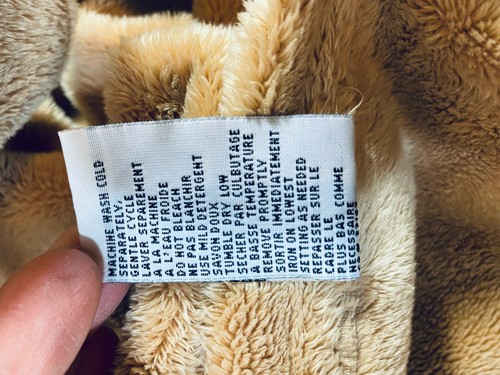 MACHINE WASH COLD
SEPARATELY,
GENTLE CYCLE
LAVER SEPAREMENT
A LA MACHINE
A L'EAU FROIDE
DO NOT BLEACH
NE PAS BLANCHIR
USE MILD DETERGENT
SAVON DOUX
TUMBLE DRY LOW
SECHER PAR CULBUTAGE
A BASSE TEMPERATURE
REMOVE PROMPTLY
SORTIR IMMEDIATEMENT
IRON ON LOWEST
SETTING AS NEEDED
REPASSER SUR LE
CADRE LE
PLUS BAS COMME
NECESSAIRE